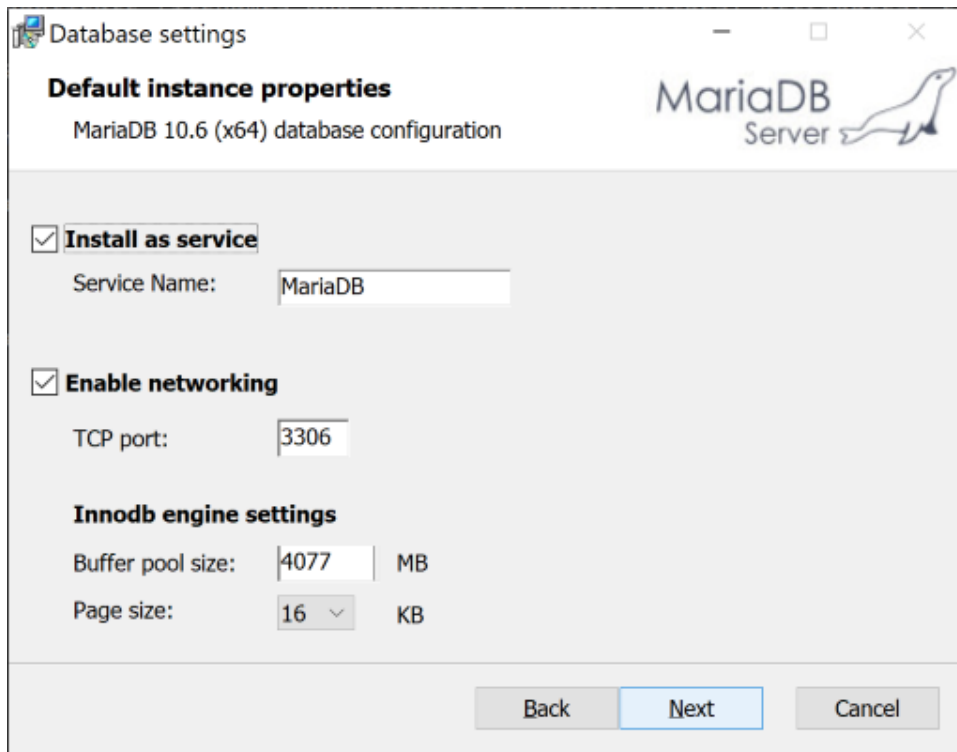 Database settings
Default instance properties
MariaDB 10.6 (x64) database configuration
MariaDB
Server
Install as service
Service Name: MariaDB
Enable networking
TCP port: 3306
Innodb engine settings
Buffer pool size: 4077 MB
Page size: 16 KB
Back Next Cancel